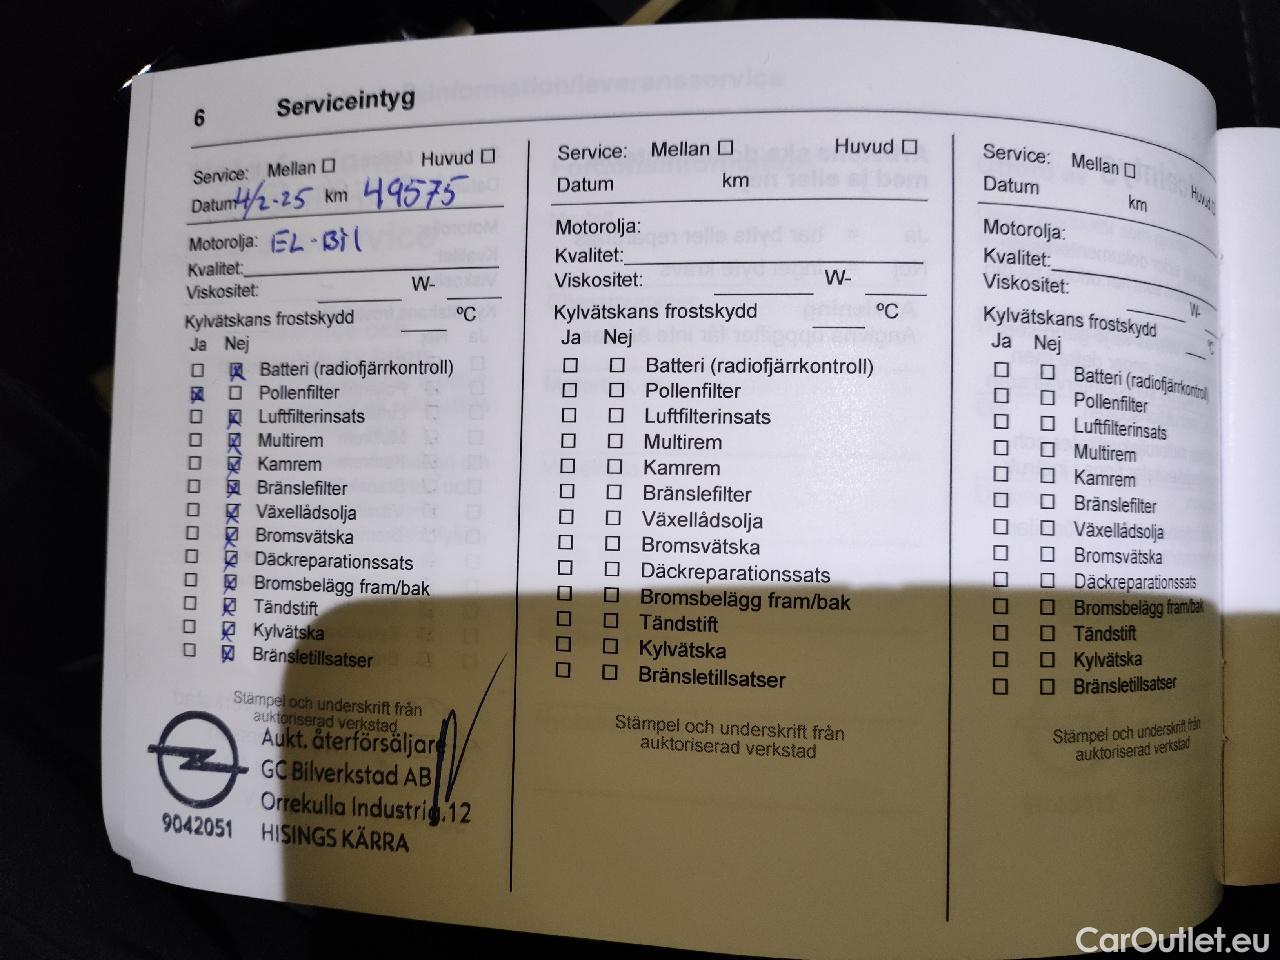 6 Serviceintyg
Service: Mellan ☐ Huvud ☐
Datum 4/2-25 km 49575
Motorolja: EL-Bil
Kvalitet:
Viskositet: W-
Kylvätskans frostskydd °C
Ja Nej
☐ ☒ Batteri (radiofjärrkontroll)
☒ ☐ Pollenfilter
☐ ☒ Luftfilterinsats
☐ ☒ Multirem
☐ ☒ Kamrem
☐ ☒ Bränslefilter
☐ ☒ Växellådsolja
☐ ☒ Bromsvätska
☐ ☒ Däckreparationssats
☐ ☒ Bromsbelägg fram/bak
☐ ☒ Tändstift
☐ ☒ Kylvätska
☐ ☒ Bränsletillsatser
Stämpel och underskrift från
auktoriserad verkstad
Aukt. återförsäljare
GC Bilverkstad AB
Orrekulla Industrig.12
9042051 HISINGS KÄRRA
Service: Mellan ☐ Huvud ☐
Datum km
Motorolja:
Kvalitet:
Viskositet: W-
Kylvätskans frostskydd °C
Ja Nej
☐ ☐ Batteri (radiofjärrkontroll)
☐ ☐ Pollenfilter
☐ ☐ Luftfilterinsats
☐ ☐ Multirem
☐ ☐ Kamrem
☐ ☐ Bränslefilter
☐ ☐ Växellådsolja
☐ ☐ Bromsvätska
☐ ☐ Däckreparationssats
☐ ☐ Bromsbelägg fram/bak
☐ ☐ Tändstift
☐ ☐ Kylvätska
☐ ☐ Bränsletillsatser
Stämpel och underskrift från
auktoriserad verkstad
Service: Mellan ☐ Huvud ☐
Datum km
Motorolja:
Kvalitet:
Viskositet: W-
Kylvätskans frostskydd °C
Ja Nej
☐ ☐ Batteri (radiofjärrkontroll)
☐ ☐ Pollenfilter
☐ ☐ Luftfilterinsats
☐ ☐ Multirem
☐ ☐ Kamrem
☐ ☐ Bränslefilter
☐ ☐ Växellådsolja
☐ ☐ Bromsvätska
☐ ☐ Däckreparationssats
☐ ☐ Bromsbelägg fram/bak
☐ ☐ Tändstift
☐ ☐ Kylvätska
☐ ☐ Bränsletillsatser
Stämpel och underskrift från
auktoriserad verkstad
CarOutlet.eu